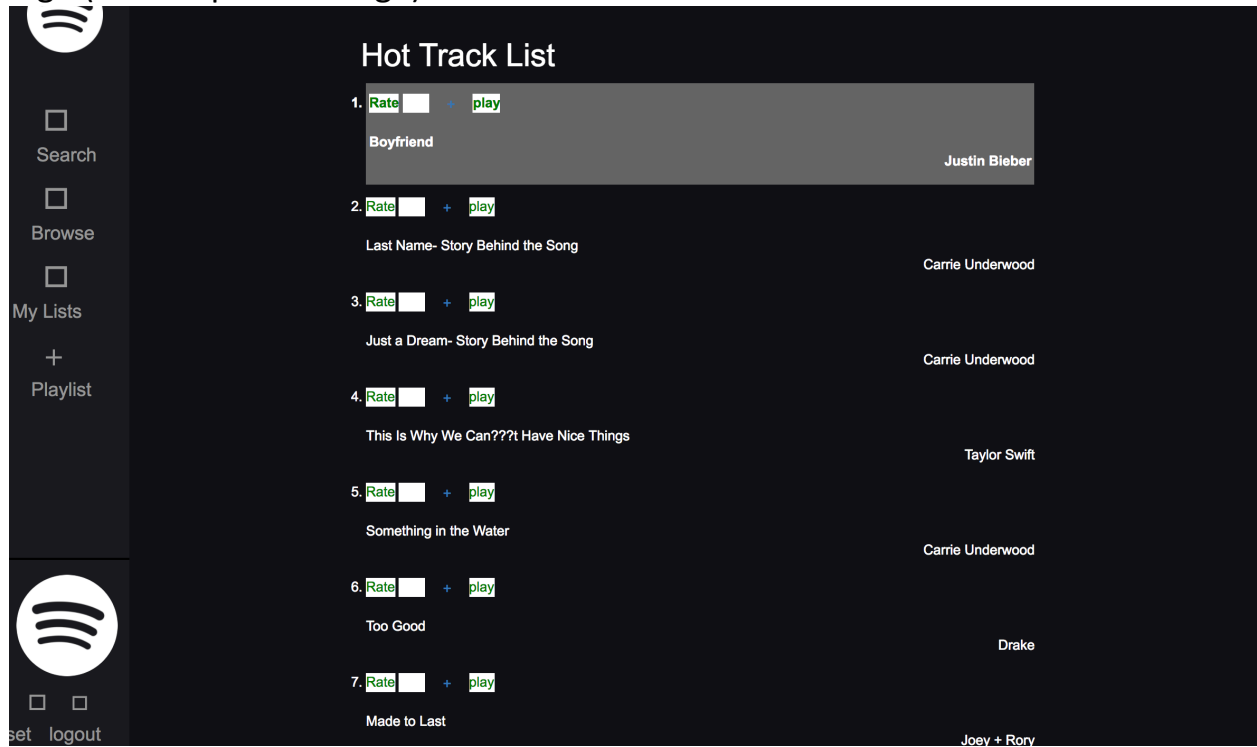 Hot Track List
1. Rate + play
Boyfriend
Justin Bieber
2. Rate + play
Last Name- Story Behind the Song
Carrie Underwood
3. Rate + play
Just a Dream- Story Behind the Song
Carrie Underwood
4. Rate + play
This Is Why We Can???t Have Nice Things
Taylor Swift
5. Rate + play
Something in the Water
Carrie Underwood
6. Rate + play
Too Good
Drake
7. Rate + play
Made to Last
Joey + Rory
Search
Browse
My Lists
+
Playlist
set logout